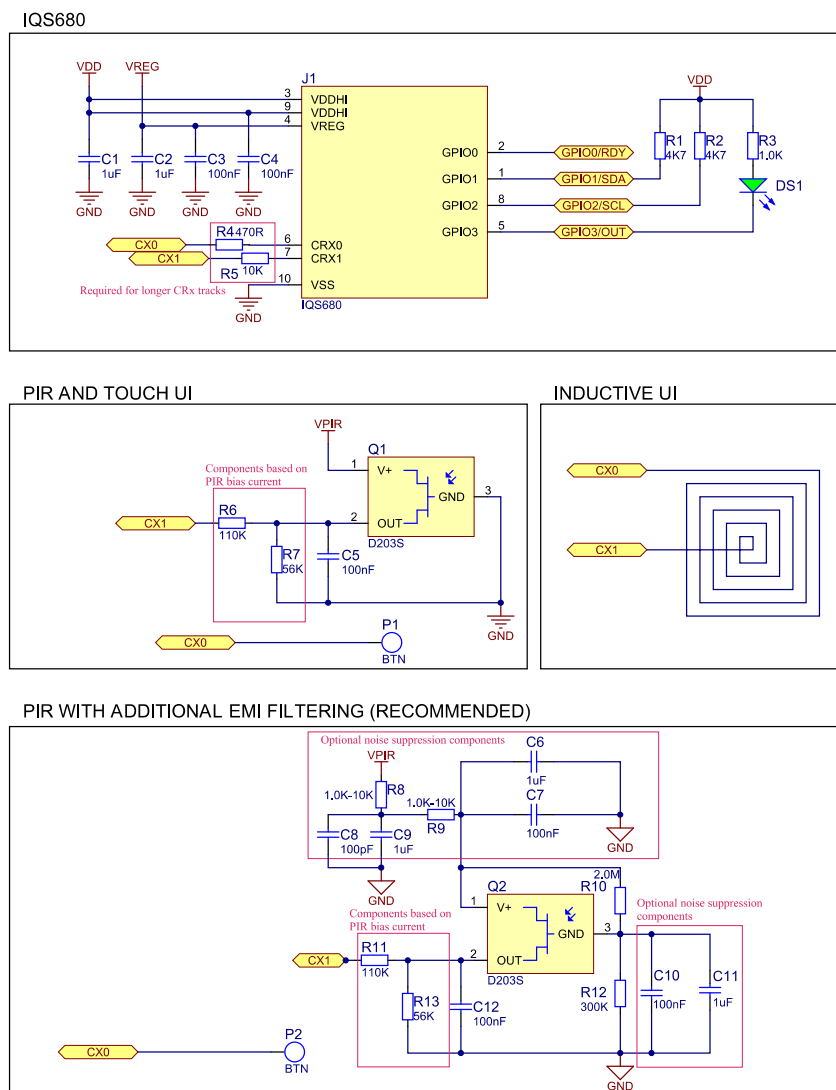 IQS680
VDD
VREG
J1
3
VDDHI
9
VDDHI
4
VREG
C1
1uF
C2
1uF
C3
100nF
C4
100nF
GND
GND
GND
GND
GPIO0
2
GPIO0/RDY
GPIO1
1
GPIO1/SDA
GPIO2
8
GPIO2/SCL
GPIO3
5
GPIO3/OUT
VDD
R1
4K7
R2
4K7
R3
1.0K
DS1
CX0
R4
470R
6
CRX0
CX1
R5
10K
7
CRX1
Required for longer CRx tracks
10
VSS
GND
IQS680
PIR AND TOUCH UI
VPIR
Q1
1
V+
GND
3
2
OUT
D203S
Components based on
PIR bias current
CX1
R6
110K
R7
56K
C5
100nF
GND
CX0
P1
BTN
INDUCTIVE UI
CX0
CX1
PIR WITH ADDITIONAL EMI FILTERING (RECOMMENDED)
Optional noise suppression components
VPIR
R8
1.0K-10K
1.0K-10K
R9
C6
1uF
C7
100nF
GND
C8
100pF
C9
1uF
GND
2.0M
R10
Q2
1
V+
GND
3
2
OUT
D203S
Components based on
PIR bias current
CX1
R11
110K
R13
56K
C12
100nF
R12
300K
Optional noise suppression
components
C10
100nF
C11
1uF
GND
CX0
P2
BTN